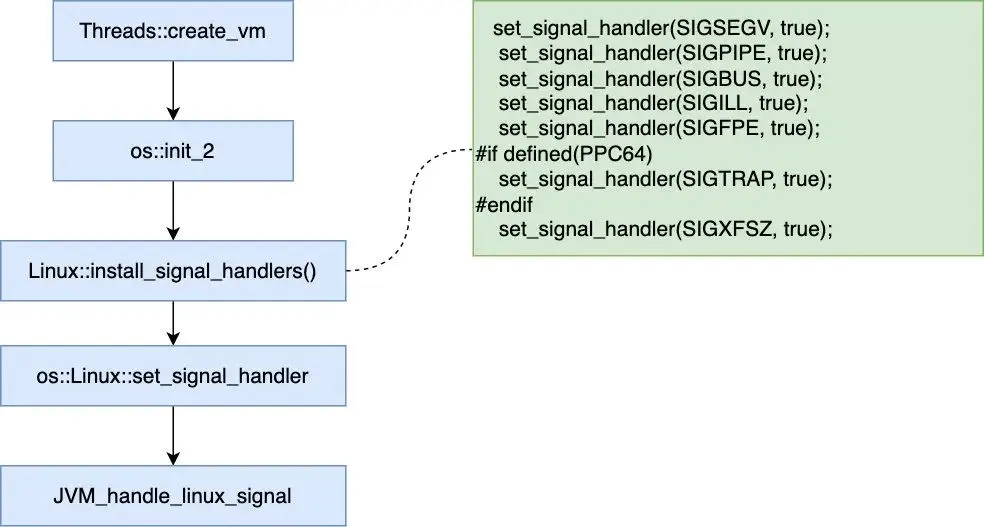 Threads::create_vm
os::init_2
Linux::install_signal_handlers()
os::Linux::set_signal_handler
JVM_handle_linux_signal
set_signal_handler(SIGSEGV, true);
set_signal_handler(SIGPIPE, true);
set_signal_handler(SIGBUS, true);
set_signal_handler(SIGILL, true);
set_signal_handler(SIGFPE, true);
#if defined(PPC64)
set_signal_handler(SIGTRAP, true);
#endif
set_signal_handler(SIGXFSZ, true);